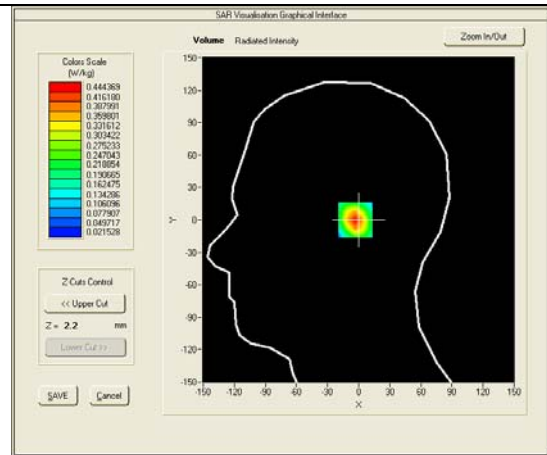 SAR Visualisation Graphical Interface
Volume Radiated Intensity
Zoom In/Out
Colors Scale
(W/kg)
0.444369
0.416180
0.387991
0.359801
0.331612
0.303422
0.275233
0.247043
0.218854
0.190665
0.162475
0.134286
0.106096
0.077907
0.049717
0.021528
Z Cuts Control
<< Upper Cut
Z = 2.2 mm
Lower Cut >>
SAVE
Cancel
150
120
90
60
30
0
-30
-60
-90
-120
-150
Y
-150 -120 -90 -60 -30 0 30 60 90 120 150
X